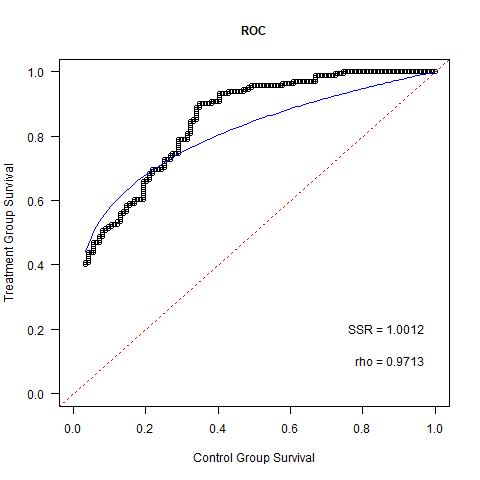 ROC
Treatment Group Survival
1.0
0.8
0.6
0.4
0.2
0.0
SSR = 1.0012
rho = 0.9713
0.0 0.2 0.4 0.6 0.8 1.0
Control Group Survival